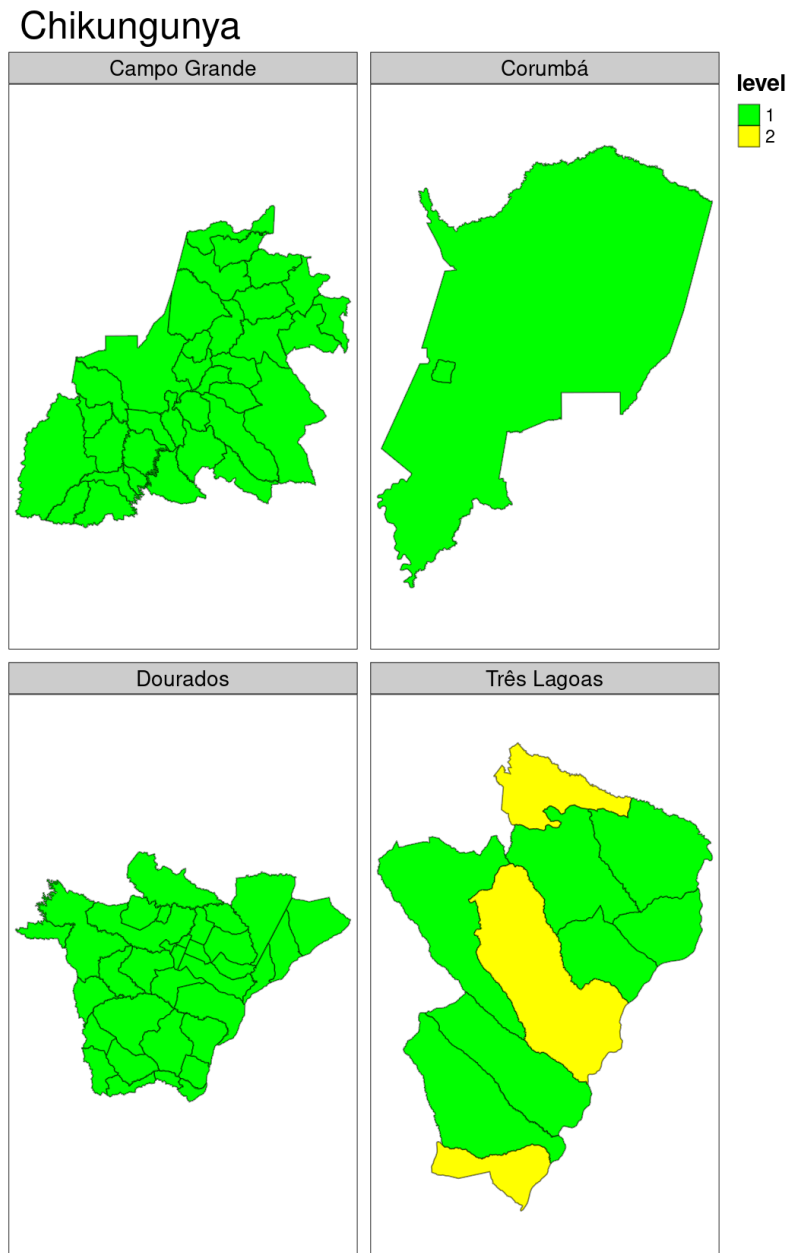 Chikungunya
Campo Grande
Corumbá
level
1
2
Dourados
Três Lagoas